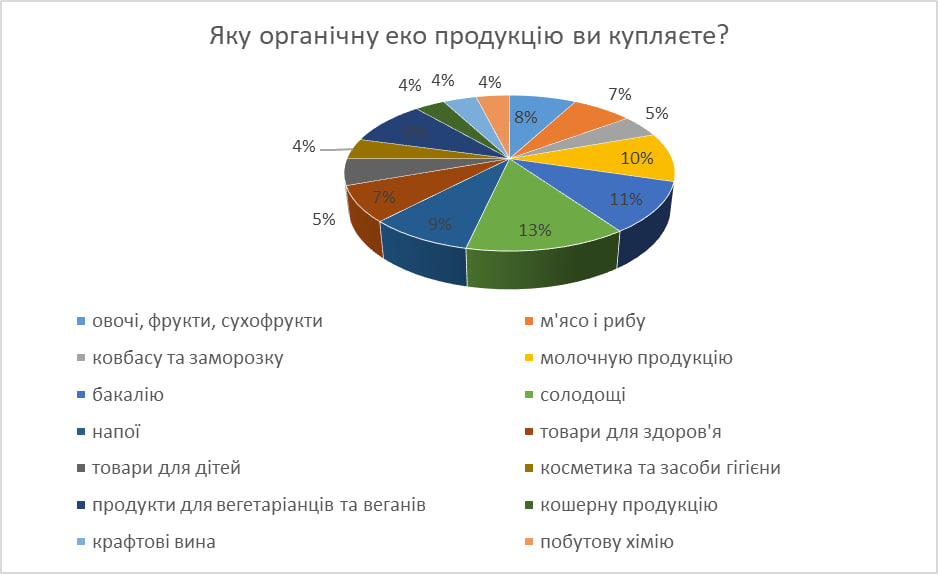 Яку органічну еко продукцію ви купляєте?
4%
4%
4%
8%
7%
5%
10%
11%
13%
9%
7%
5%
4%
овочі, фрукти, сухофрукти
м'ясо і рибу
ковбасу та заморозку
молочную продукцію
бакалію
солодощі
напої
товари для здоров'я
товари для дітей
косметика та засоби гігієни
продукти для вегетаріанців та веганів
кошерну продукцію
крафтові вина
побутову хімію